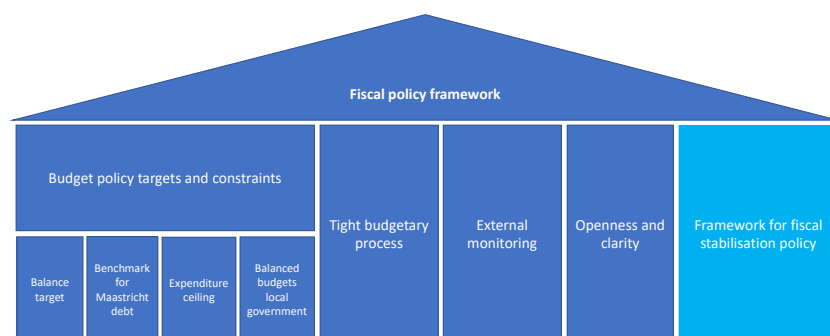 Fiscal policy framework
Budget policy targets and constraints
Tight budgetary
process
External
monitoring
Openness and
clarity
Framework for fiscal
stabilisation policy
Balance
target
Benchmark
for
Maastricht
debt
Expenditure
ceiling
Balanced
budgets
local
government